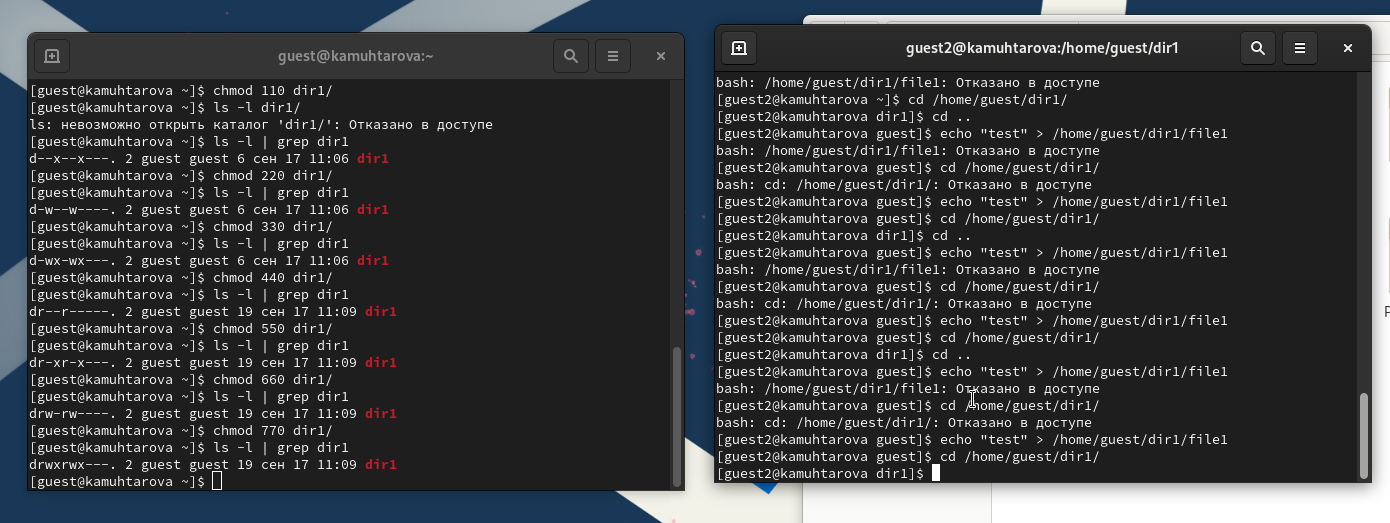 guest@kamuhtarova:~
[guest@kamuhtarova ~]$ chmod 110 dir1/
[guest@kamuhtarova ~]$ ls -l dir1/
ls: невозможно открыть каталог 'dir1/': Отказано в доступе
[guest@kamuhtarova ~]$ ls -l | grep dir1
d--x--x---. 2 guest guest 6 сен 17 11:06 dir1
[guest@kamuhtarova ~]$ chmod 220 dir1/
[guest@kamuhtarova ~]$ ls -l | grep dir1
d-w--w----. 2 guest guest 6 сен 17 11:06 dir1
[guest@kamuhtarova ~]$ chmod 330 dir1/
[guest@kamuhtarova ~]$ ls -l | grep dir1
d-wx-wx---. 2 guest guest 6 сен 17 11:06 dir1
[guest@kamuhtarova ~]$ chmod 440 dir1/
[guest@kamuhtarova ~]$ ls -l | grep dir1
dr--r-----. 2 guest guest 19 сен 17 11:09 dir1
[guest@kamuhtarova ~]$ chmod 550 dir1/
[guest@kamuhtarova ~]$ ls -l | grep dir1
dr-xr-x---. 2 guest guest 19 сен 17 11:09 dir1
[guest@kamuhtarova ~]$ chmod 660 dir1/
[guest@kamuhtarova ~]$ ls -l | grep dir1
drw-rw----. 2 guest guest 19 сен 17 11:09 dir1
[guest@kamuhtarova ~]$ chmod 770 dir1/
[guest@kamuhtarova ~]$ ls -l | grep dir1
drwxrwx---. 2 guest guest 19 сен 17 11:09 dir1
[guest@kamuhtarova ~]$
guest2@kamuhtarova:/home/guest/dir1
bash: /home/guest/dir1/file1: Отказано в доступе
[guest2@kamuhtarova ~]$ cd /home/guest/dir1/
[guest2@kamuhtarova dir1]$ cd ..
[guest2@kamuhtarova guest]$ echo "test" > /home/guest/dir1/file1
bash: /home/guest/dir1/file1: Отказано в доступе
[guest2@kamuhtarova guest]$ cd /home/guest/dir1/
bash: cd: /home/guest/dir1/: Отказано в доступе
[guest2@kamuhtarova guest]$ echo "test" > /home/guest/dir1/file1
[guest2@kamuhtarova guest]$ cd /home/guest/dir1/
[guest2@kamuhtarova dir1]$ cd ..
[guest2@kamuhtarova guest]$ echo "test" > /home/guest/dir1/file1
bash: /home/guest/dir1/file1: Отказано в доступе
[guest2@kamuhtarova guest]$ cd /home/guest/dir1/
bash: cd: /home/guest/dir1/: Отказано в доступе
[guest2@kamuhtarova guest]$ echo "test" > /home/guest/dir1/file1
[guest2@kamuhtarova guest]$ cd /home/guest/dir1/
[guest2@kamuhtarova dir1]$ cd ..
[guest2@kamuhtarova guest]$ echo "test" > /home/guest/dir1/file1
bash: /home/guest/dir1/file1: Отказано в доступе
[guest2@kamuhtarova guest]$ cd /home/guest/dir1/
bash: cd: /home/guest/dir1/: Отказано в доступе
[guest2@kamuhtarova guest]$ echo "test" > /home/guest/dir1/file1
[guest2@kamuhtarova guest]$ cd /home/guest/dir1/
[guest2@kamuhtarova dir1]$